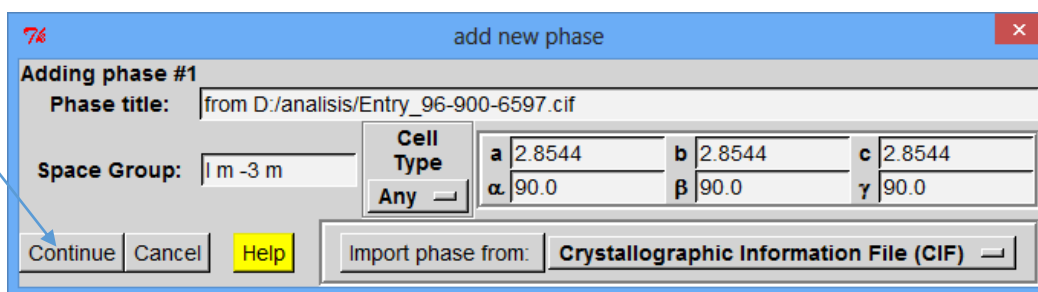 7% add new phase ×
Adding phase #1
Phase title: from D:/analisis/Entry_96-900-6597.cif
Space Group: I m -3 m
Cell
Type
Any
a 2.8544 b 2.8544 c 2.8544
α 90.0 β 90.0 γ 90.0
Continue Cancel Help Import phase from: Crystallographic Information File (CIF)